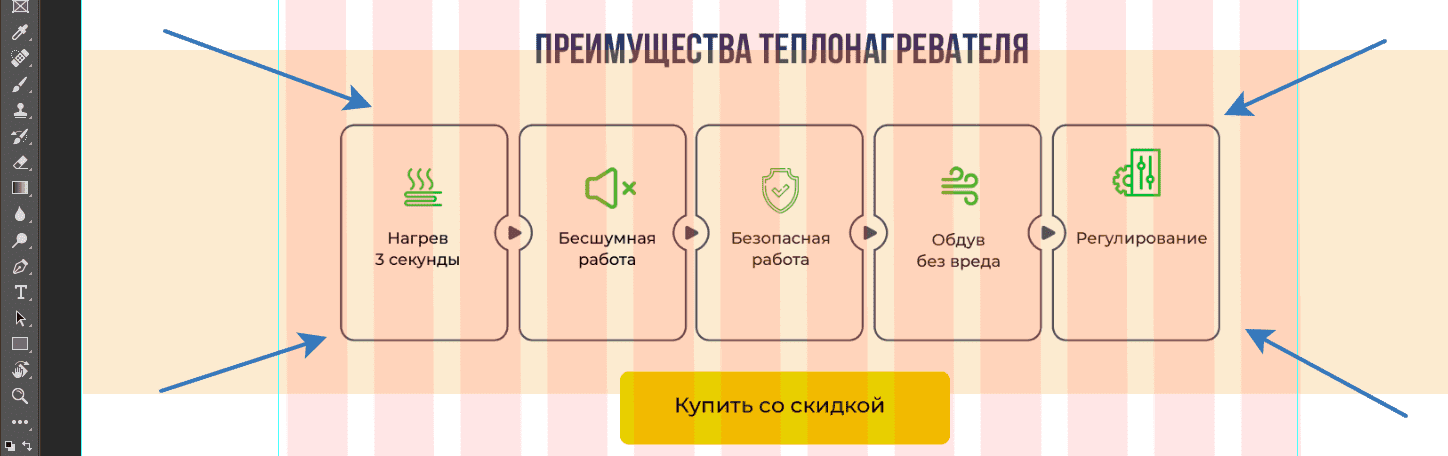 ПРЕИМУЩЕСТВА ТЕПЛОНАГРЕВАТЕЛЯ
Нагрев
3 секунды
Бесшумная
работа
Безопасная
работа
Обдув
без вреда
Регулирование
Купить со скидкой